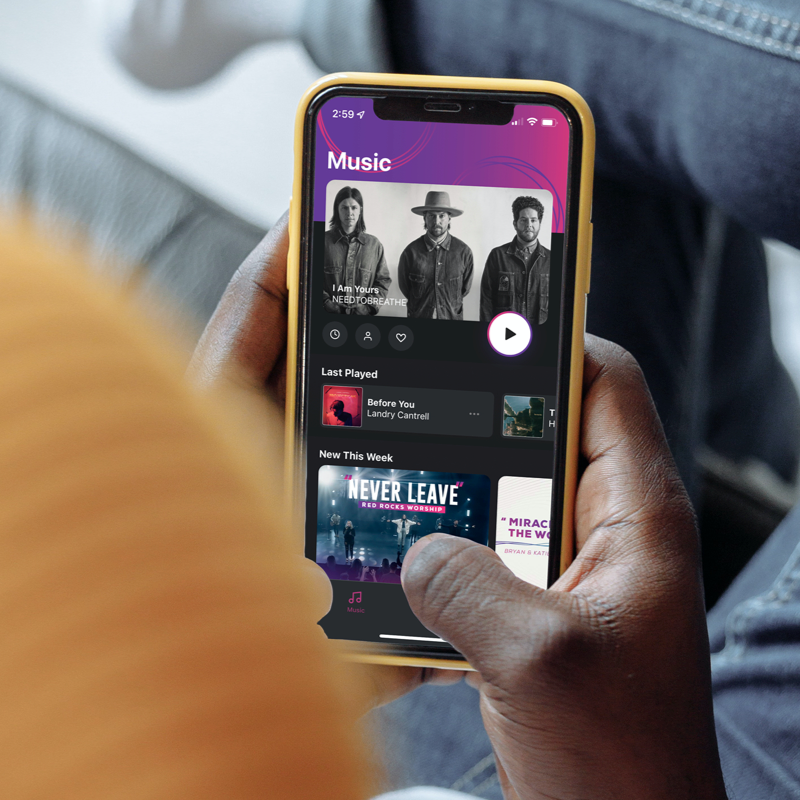 2:59
Music
I Am Yours
NEEDTOBREATHE
Last Played
Before You
Landry Cantrell
T
H
New This Week
"NEVER LEAVE"
RED ROCKS WORSHIP
"MIRAC
THE WO
BRYAN & KATI
Music